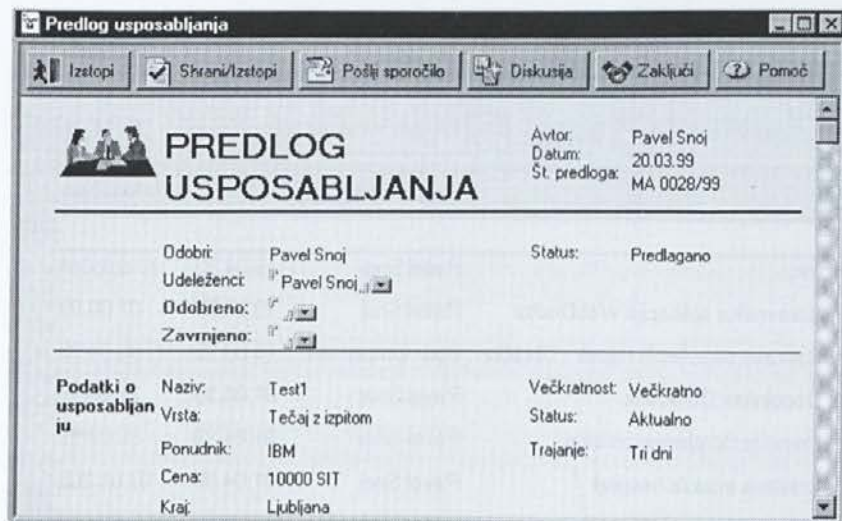 Predlog usposabljanja
Izstopi Shrani/Izstopi Pošlji sporočilo Diskusija Zaključi Pomoč
PREDLOG
USPOSABLJANJA
Avtor: Pavel Snoj
Datum: 20.03.99
Št. predloga: MA 0028/99
Odobri: Pavel Snoj Status: Predlagano
Udeleženci: Pavel Snoj
Odobreno:
Zavrnjeno:
Podatki o
usposabljan
ju
Naziv: Test1 Večkratnost: Večkratno
Vrsta: Tečaj z izpitom Status: Aktualno
Ponudnik: IBM Trajanje: Tri dni
Cena: 10000 SIT
Kraj: Ljubljana